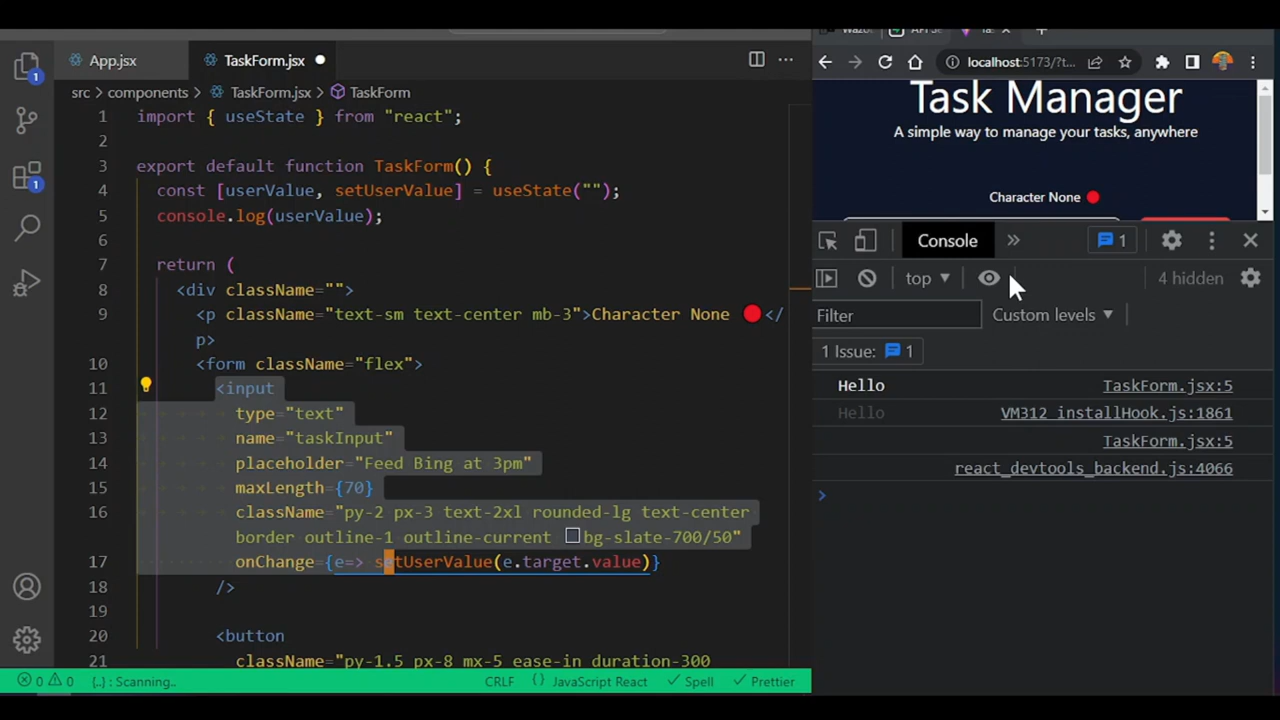 App.jsx
TaskForm.jsx
src > components > TaskForm.jsx > TaskForm
1 import { useState } from "react";
2
3 export default function TaskForm() {
4 const [userValue, setUserValue] = useState("");
5 console.log(userValue);
6
7 return (
8 <div className="">
9 <p className="text-sm text-center mb-3">Character None 🔴</
p>
10 <form className="flex">
11 <input
12 type="text"
13 name="taskInput"
14 placeholder="Feed Bing at 3pm"
15 maxLength={70}
16 className="py-2 px-3 text-2xl rounded-lg text-center
border outline-1 outline-current bg-slate-700/50"
17 onChange={e=> setUserValue(e.target.value)}
18 />
19
20 <button
21 className="py-1.5 px-8 mx-5 ease-in duration-300
1
1
0 0 {..} : Scanning.. CRLF {} JavaScript React Spell Prettier
localhost:5173/?t...
Task Manager
A simple way to manage your tasks, anywhere
Character None 🔴
Console » 1
top 4 hidden
Filter Custom levels
1 Issue: 1
Hello TaskForm.jsx:5
Hello VM312 installHook.js:1861
TaskForm.jsx:5
react_devtools_backend.js:4066